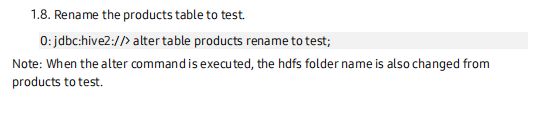 1.8. Rename the products table to test.
0: jdbc:hive2://> alter table products rename to test;
Note: When the alter command is executed, the hdfs folder name is also changed from
products to test.